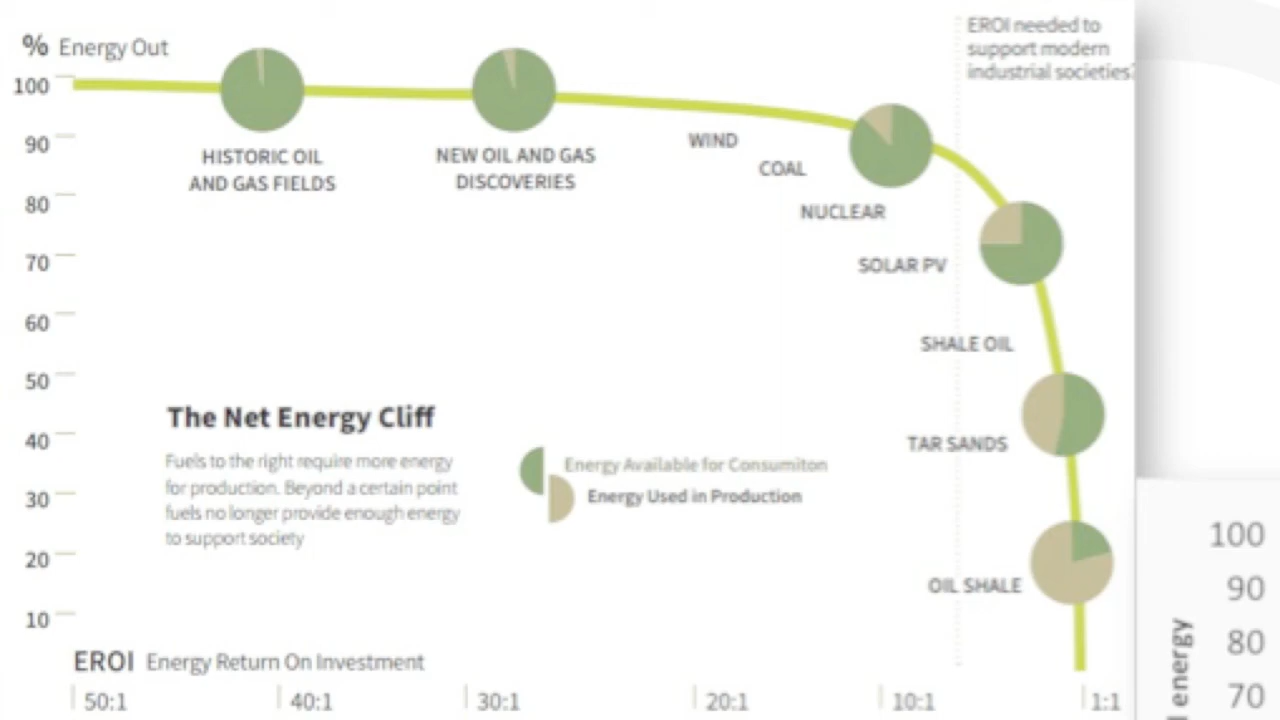 EROI needed to
support modern
industrial societies?
% Energy Out
100
90
80
70
60
50
40
30
20
10
HISTORIC OIL
AND GAS FIELDS
NEW OIL AND GAS
DISCOVERIES
WIND
COAL
NUCLEAR
SOLAR PV
SHALE OIL
TAR SANDS
OIL SHALE
The Net Energy Cliff
Fuels to the right require more energy
for production. Beyond a certain point
fuels no longer provide enough energy
to support society
Energy Available for Consumiton
Energy Used in Production
EROI Energy Return On Investment
50:1 40:1 30:1 20:1 10:1 1:1
100
90
80
70
energy